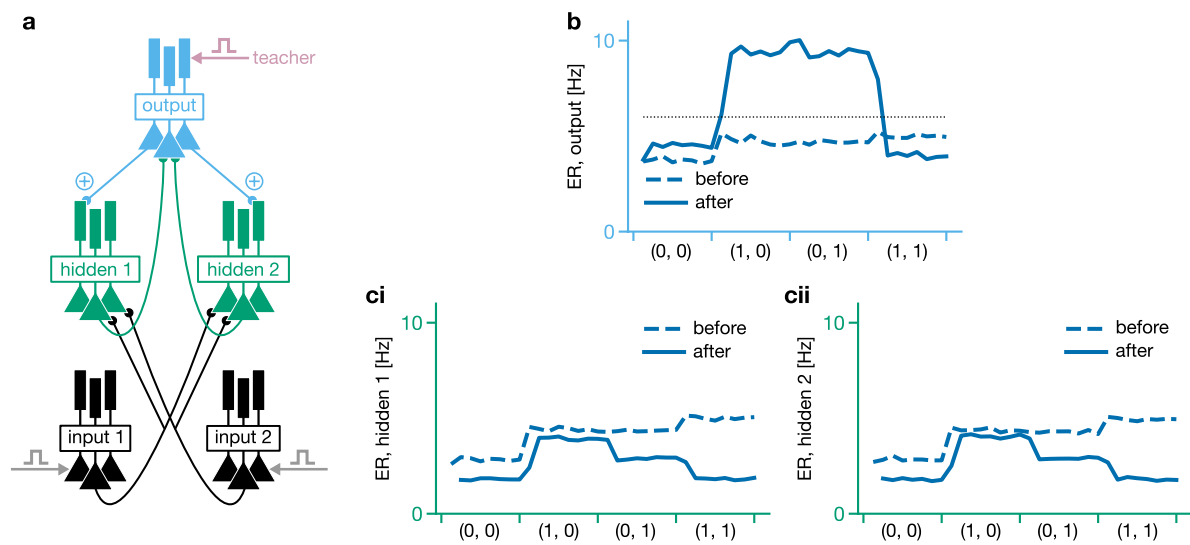 a
teacher
output
hidden 1
hidden 2
input 1
input 2
b
ER, output [Hz]
10
0
before
after
(0, 0)
(1, 0)
(0, 1)
(1, 1)
ci
ER, hidden 1 [Hz]
10
0
before
after
(0, 0)
(1, 0)
(0, 1)
(1, 1)
cii
ER, hidden 2 [Hz]
10
0
before
after
(0, 0)
(1, 0)
(0, 1)
(1, 1)